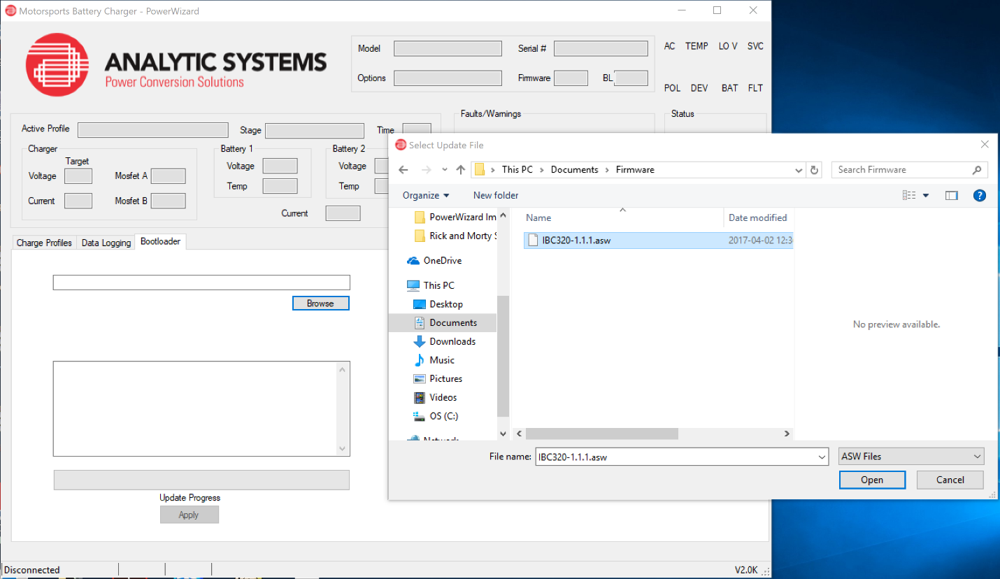 Motorsports Battery Charger - PowerWizard
ANALYTIC SYSTEMS
Power Conversion Solutions
Model
Serial #
Options
Firmware
BL
AC TEMP LO V SVC
POL DEV BAT FLT
Active Profile
Stage
Time
Faults/Warnings
Status
Charger
Target
Voltage
Mosfet A
Current
Mosfet B
Battery 1
Voltage
Temp
Battery 2
Voltage
Temp
Current
Charge Profiles
Data Logging
Bootloader
Browse
Update Progress
Apply
Disconnected
V2.0K
Select Update File
This PC > Documents > Firmware
Search Firmware
Organize
New folder
PowerWizard Im
Rick and Morty S
OneDrive
This PC
Desktop
Documents
Downloads
Music
Pictures
Videos
OS (C:)
Network
Name
Date modified
IBC320-1.1.1.asw
2017-04-02 12:3
No preview available.
File name:
IBC320-1.1.1.asw
ASW Files
Open
Cancel